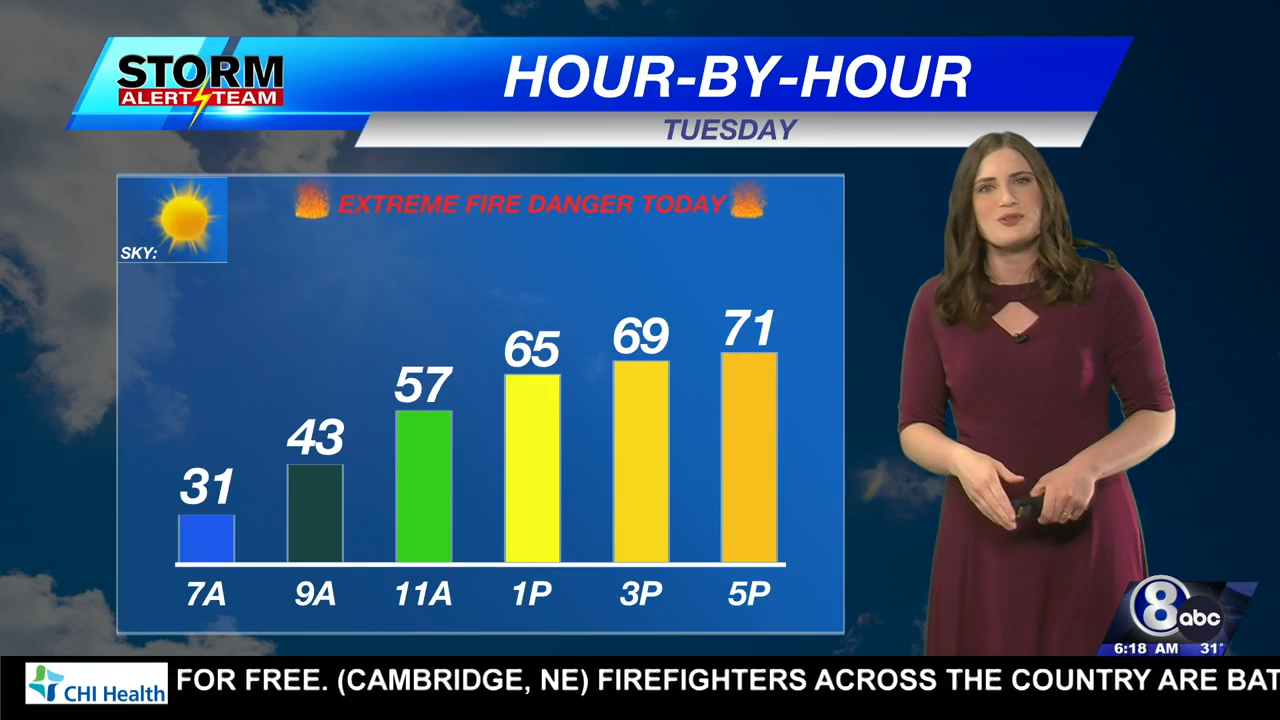 STORM
ALERT TEAM
HOUR-BY-HOUR
TUESDAY
EXTREME FIRE DANGER TODAY
SKY:
31
43
57
65
69
71
7A
9A
11A
1P
3P
5P
8
abc
6:18 AM 31°
CHI Health
FOR FREE. (CAMBRIDGE, NE) FIREFIGHTERS ACROSS THE COUNTRY ARE BAT